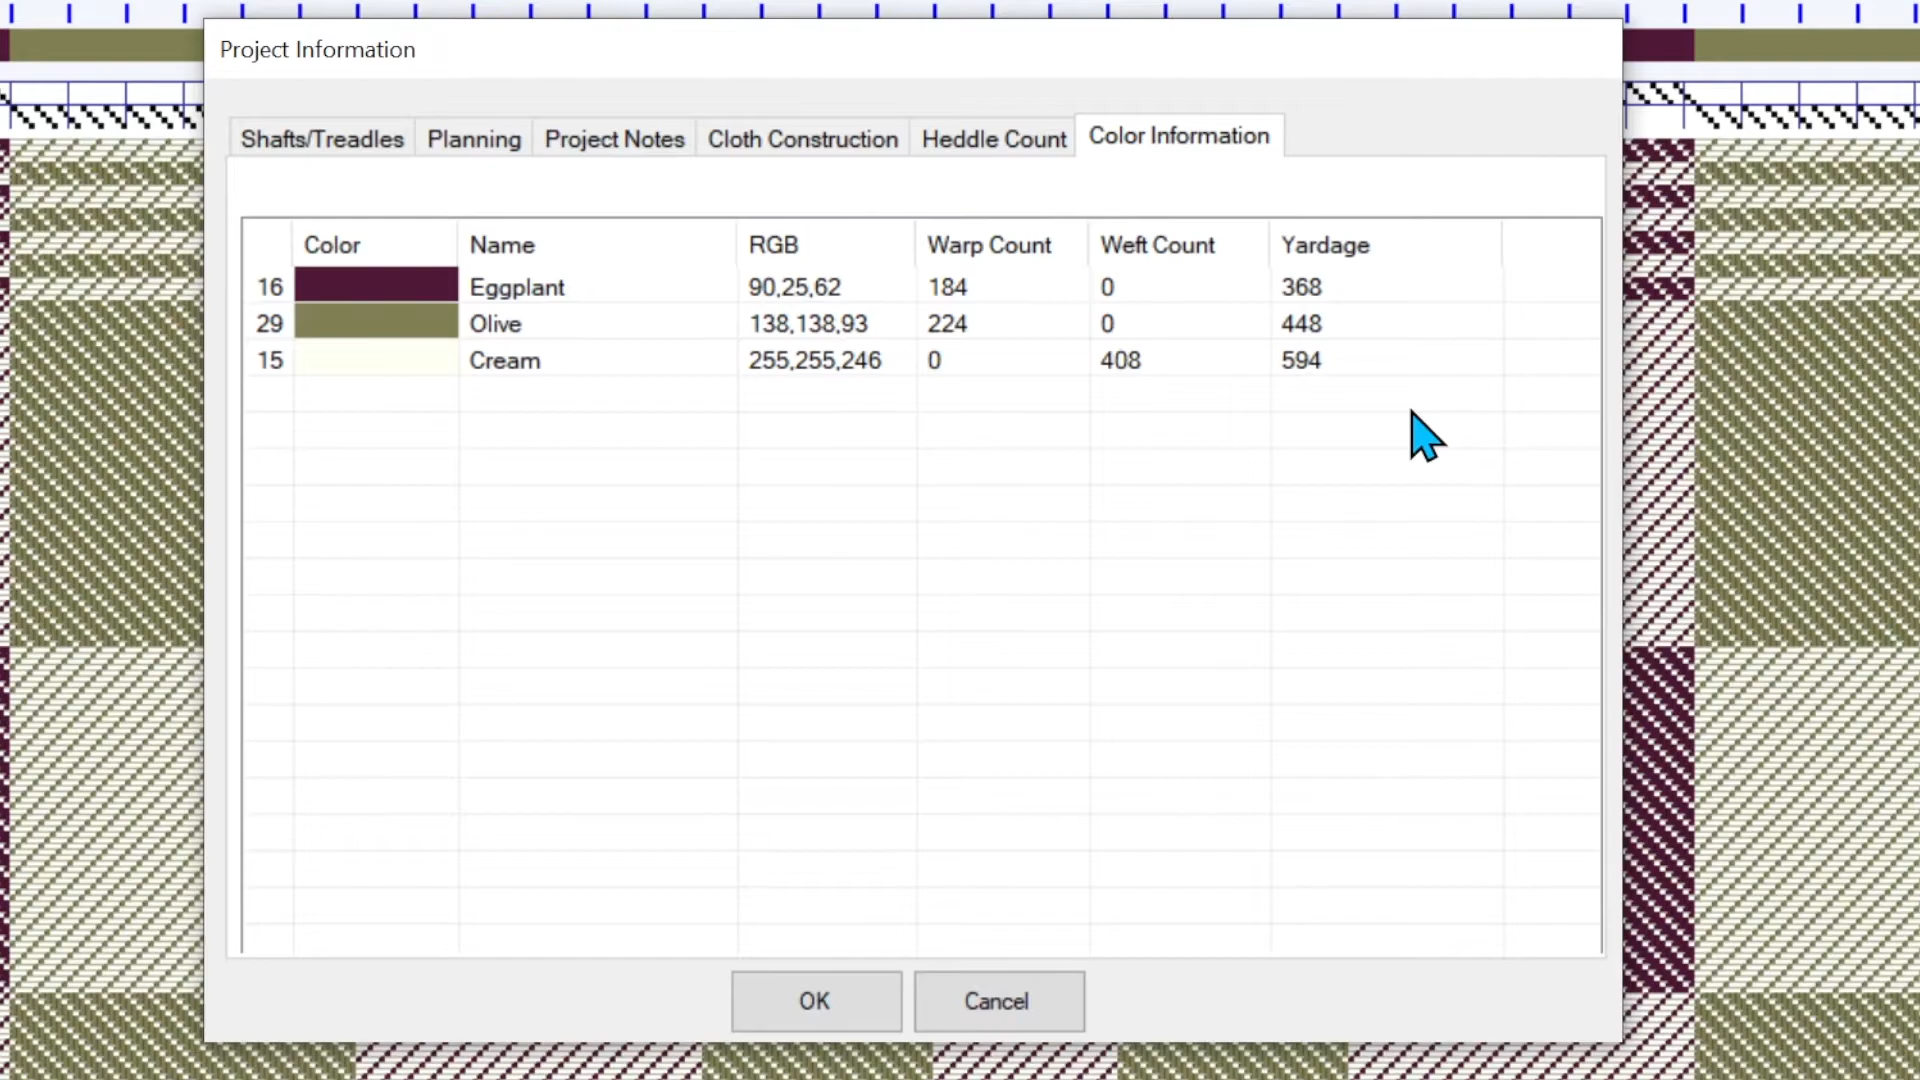 Project Information
Shafts/Treadles Planning Project Notes Cloth Construction Heddle Count Color Information
Color Name RGB Warp Count Weft Count Yardage
16 Eggplant 90,25,62 184 0 368
29 Olive 138,138,93 224 0 448
15 Cream 255,255,246 0 408 594
OK Cancel